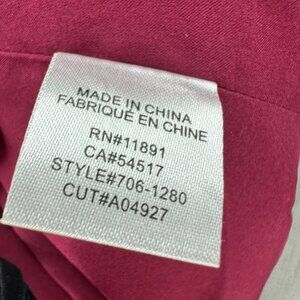 MADE IN CHINA
FABRIQUÉ EN CHINE
RN#11891
CA#54517
STYLE#706-1280
CUT#A04927